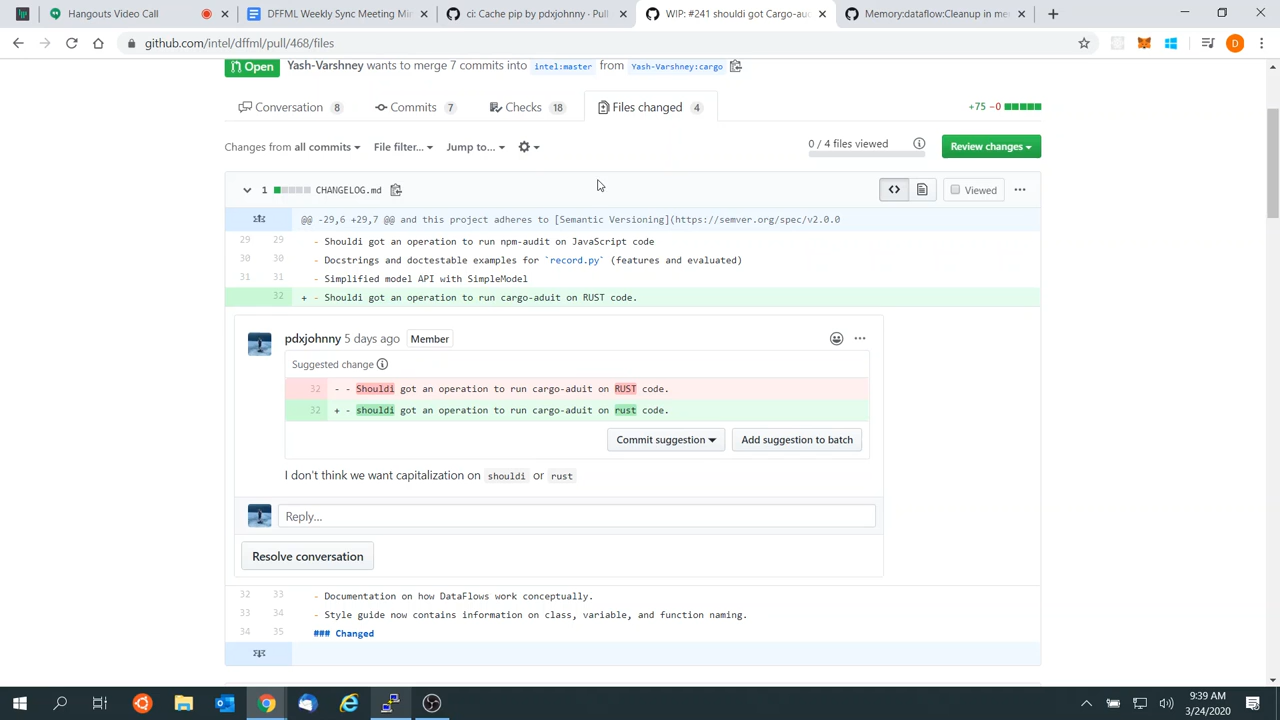 Hangouts Video Call
DFFML Weekly Sync Meeting Min
ci: Cache pip by pdxjohnny · Pull
WIP: #241 shouldi got Cargo-aud
Memory:dataflow:Cleanup in me
github.com/intel/dffml/pull/468/files
D
Open
Yash-Varshney wants to merge 7 commits into intel:master from Yash-Varshney:cargo
Conversation 8
Commits 7
Checks 18
Files changed 4
+75 −0
Changes from all commits
File filter...
Jump to...
0 / 4 files viewed
Review changes
1 CHANGELOG.md
Viewed
@@ -29,6 +29,7 @@ and this project adheres to [Semantic Versioning](https://semver.org/spec/v2.0.0
29 29 - Shouldi got an operation to run npm-audit on JavaScript code
30 30 - Docstrings and doctestable examples for `record.py` (features and evaluated)
31 31 - Simplified model API with SimpleModel
32 + - Shouldi got an operation to run cargo-aduit on RUST code.
pdxjohnny 5 days ago Member
Suggested change
32 - - Shouldi got an operation to run cargo-aduit on RUST code.
32 + - shouldi got an operation to run cargo-aduit on rust code.
Commit suggestion
Add suggestion to batch
I don't think we want capitalization on shouldi or rust
Reply...
Resolve conversation
32 33 - Documentation on how DataFlows work conceptually.
33 34 - Style guide now contains information on class, variable, and function naming.
34 35 ### Changed
9:39 AM
3/24/2020